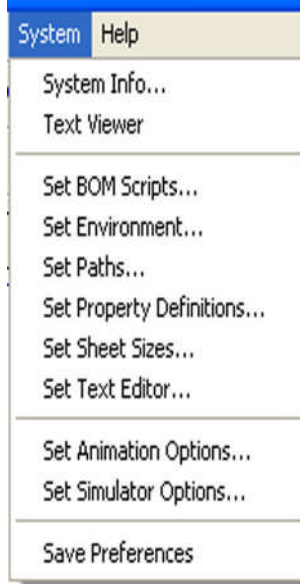 System Help
System Info...
Text Viewer
Set BOM Scripts...
Set Environment...
Set Paths...
Set Property Definitions...
Set Sheet Sizes...
Set Text Editor...
Set Animation Options...
Set Simulator Options...
Save Preferences